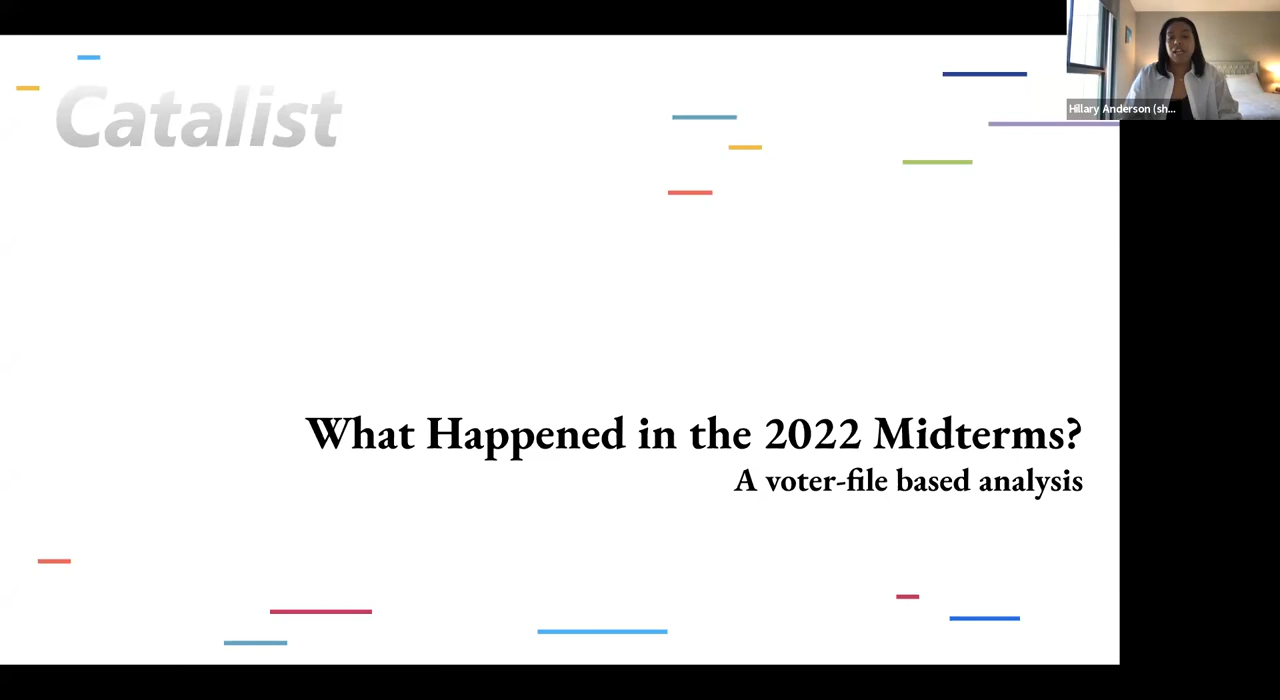 Catalist
Hillary Anderson (sh...
What Happened in the 2022 Midterms?
A voter-file based analysis